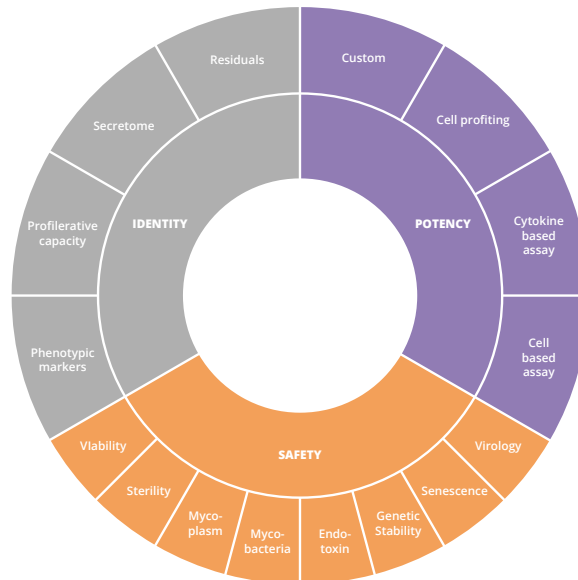 Residuals
Custom
Secretome
Cell profiting
IDENTITY
POTENCY
Profilerative
capacity
Cytokine
based
assay
Phenotypic
markers
Cell
based
assay
SAFETY
VIability
Virology
Sterility
Senescence
Myco-
plasm
Myco-
bacteria
Endo-
toxin
Genetic
Stability